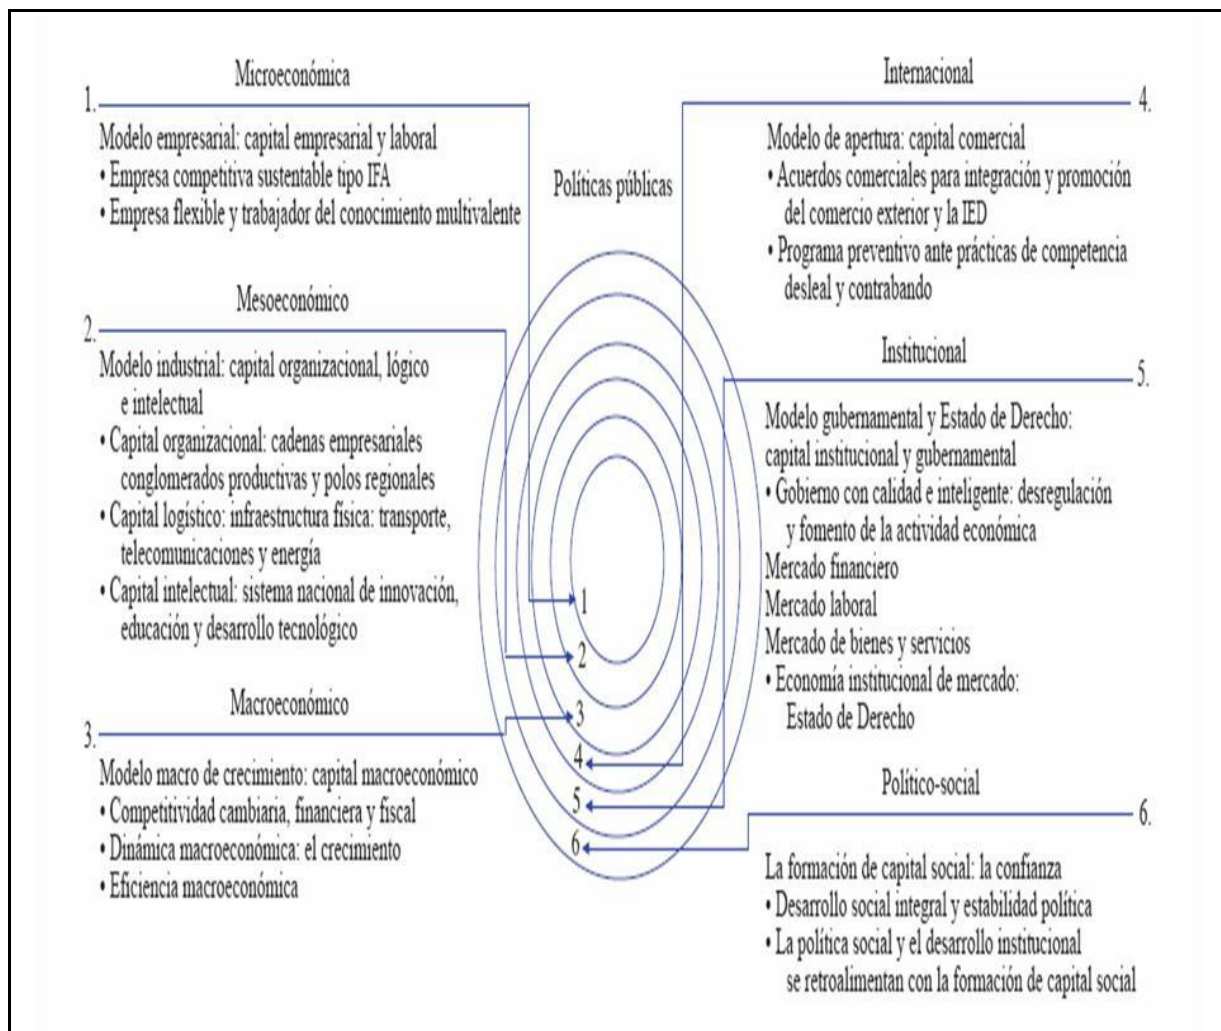 Microeconómica
1.
Modelo empresarial: capital empresarial y laboral
• Empresa competitiva sustentable tipo IFA
• Empresa flexible y trabajador del conocimiento multivalente
Mesoeconómico
2.
Modelo industrial: capital organizacional, lógico
e intelectual
• Capital organizacional: cadenas empresariales
conglomerados productivas y polos regionales
• Capital logístico: infraestructura física: transporte,
telecomunicaciones y energía
• Capital intelectual: sistema nacional de innovación,
educación y desarrollo tecnológico
Macroeconómico
3.
Modelo macro de crecimiento: capital macroeconómico
• Competitividad cambiaria, financiera y fiscal
• Dinámica macroeconómica: el crecimiento
• Eficiencia macroeconómica
Políticas públicas
1
2
3
4
5
6
Internacional
4.
Modelo de apertura: capital comercial
• Acuerdos comerciales para integración y promoción
del comercio exterior y la IED
• Programa preventivo ante prácticas de competencia
desleal y contrabando
Institucional
5.
Modelo gubernamental y Estado de Derecho:
capital institucional y gubernamental
• Gobierno con calidad e inteligente: desregulación
y fomento de la actividad económica
Mercado financiero
Mercado laboral
Mercado de bienes y servicios
• Economía institucional de mercado:
Estado de Derecho
Político-social
6.
La formación de capital social: la confianza
• Desarrollo social integral y estabilidad política
• La política social y el desarrollo institucional
se retroalimentan con la formación de capital social